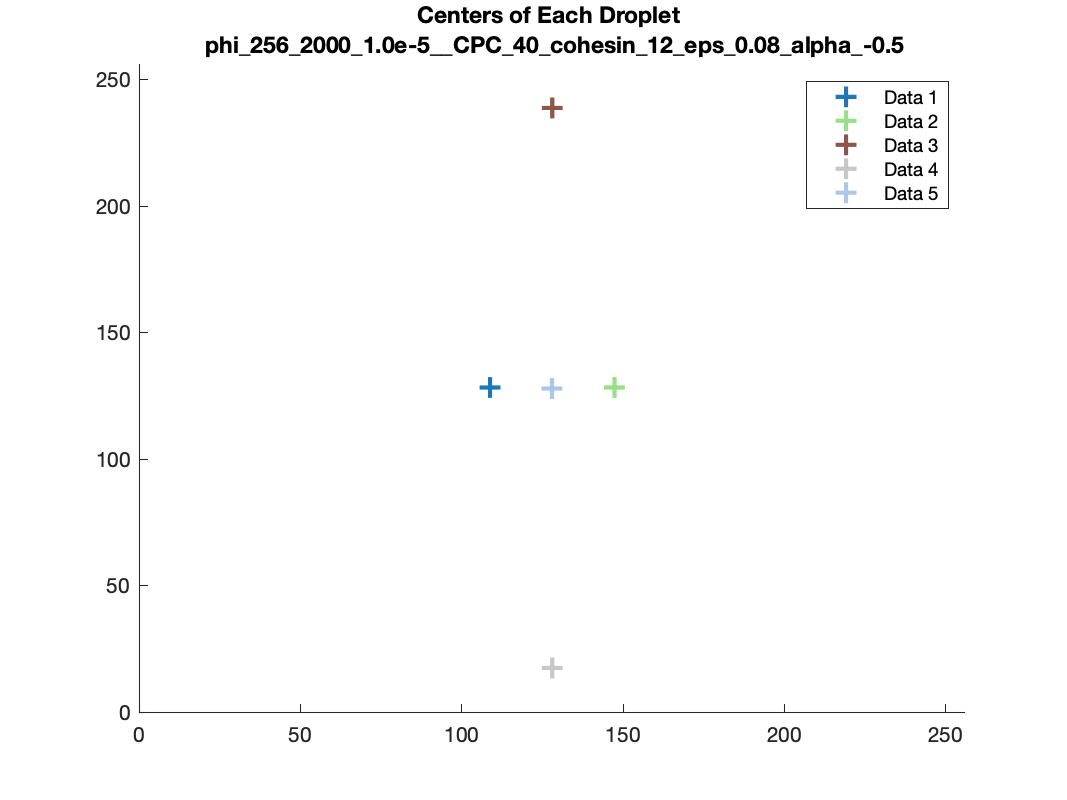 Centers of Each Droplet
phi_256_2000_1.0e-5__CPC_40_cohesin_12_eps_0.08_alpha_-0.5
250
200
150
100
50
0
0 50 100 150 200 250
Data 1
Data 2
Data 3
Data 4
Data 5